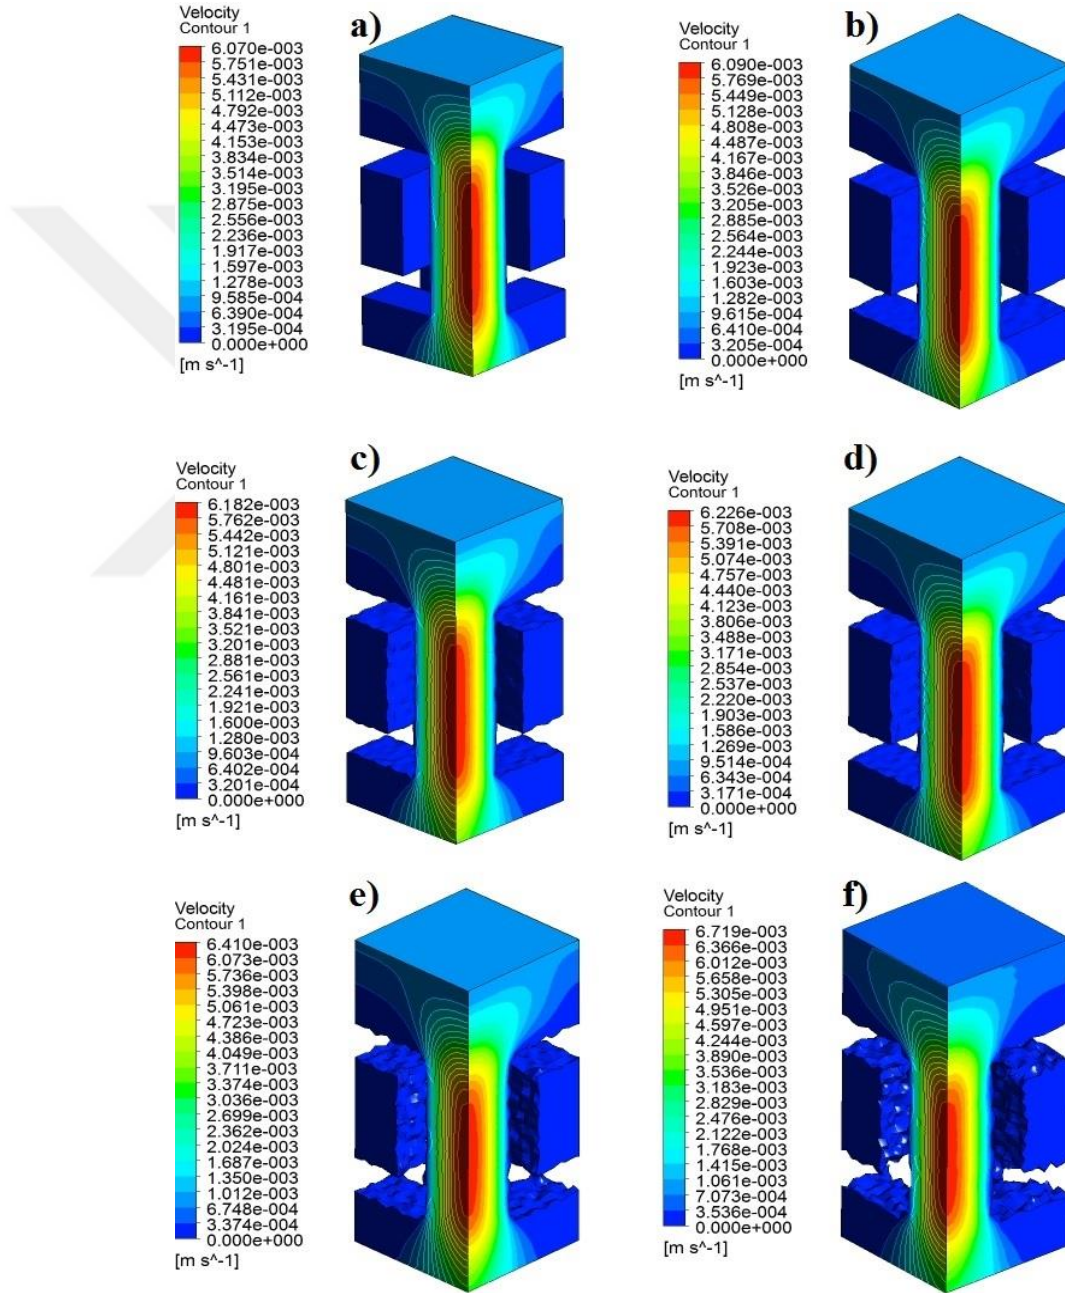 a)
Velocity
Contour 1
6.070e-003
5.751e-003
5.431e-003
5.112e-003
4.792e-003
4.473e-003
4.153e-003
3.834e-003
3.514e-003
3.195e-003
2.875e-003
2.556e-003
2.236e-003
1.917e-003
1.597e-003
1.278e-003
9.585e-004
6.390e-004
3.195e-004
0.000e+000
[m s^-1]
b)
Velocity
Contour 1
6.090e-003
5.769e-003
5.449e-003
5.128e-003
4.808e-003
4.487e-003
4.167e-003
3.846e-003
3.526e-003
3.205e-003
2.885e-003
2.564e-003
2.244e-003
1.923e-003
1.603e-003
1.282e-003
9.615e-004
6.410e-004
3.205e-004
0.000e+000
[m s^-1]
c)
Velocity
Contour 1
6.182e-003
5.762e-003
5.442e-003
5.121e-003
4.801e-003
4.481e-003
4.161e-003
3.841e-003
3.521e-003
3.201e-003
2.881e-003
2.561e-003
2.241e-003
1.921e-003
1.600e-003
1.280e-003
9.603e-004
6.402e-004
3.201e-004
0.000e+000
[m s^-1]
d)
Velocity
Contour 1
6.226e-003
5.708e-003
5.391e-003
5.074e-003
4.757e-003
4.440e-003
4.123e-003
3.806e-003
3.488e-003
3.171e-003
2.854e-003
2.537e-003
2.220e-003
1.903e-003
1.586e-003
1.269e-003
9.514e-004
6.343e-004
3.171e-004
0.000e+000
[m s^-1]
e)
Velocity
Contour 1
6.410e-003
6.073e-003
5.736e-003
5.398e-003
5.061e-003
4.723e-003
4.386e-003
4.049e-003
3.711e-003
3.374e-003
3.036e-003
2.699e-003
2.362e-003
2.024e-003
1.687e-003
1.350e-003
1.012e-003
6.748e-004
3.374e-004
0.000e+000
[m s^-1]
f)
Velocity
Contour 1
6.719e-003
6.366e-003
6.012e-003
5.658e-003
5.305e-003
4.951e-003
4.597e-003
4.244e-003
3.890e-003
3.536e-003
3.183e-003
2.829e-003
2.476e-003
2.122e-003
1.768e-003
1.415e-003
1.061e-003
7.073e-004
3.536e-004
0.000e+000
[m s^-1]